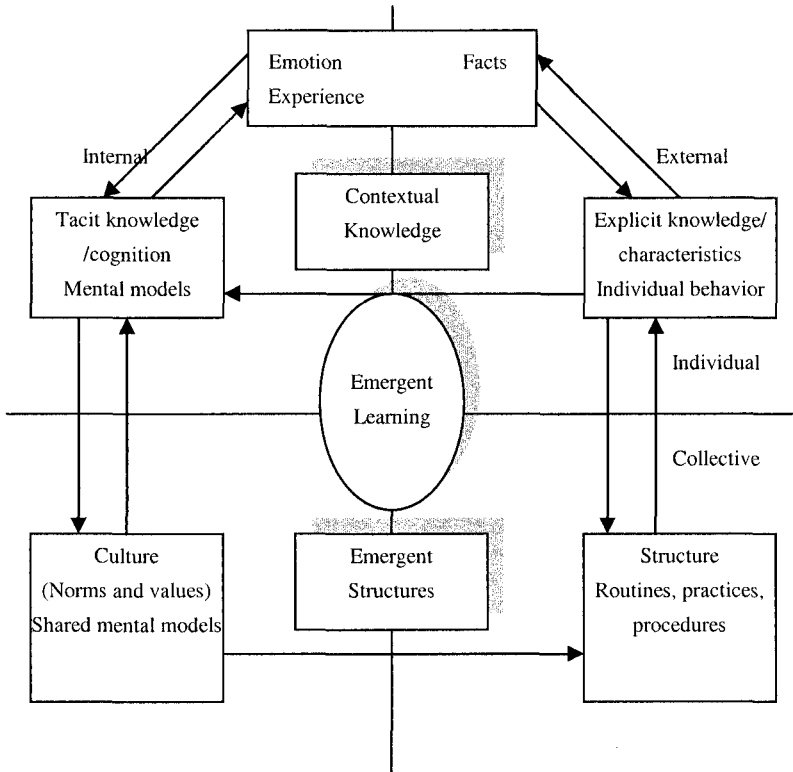 Emotion Facts
Experience
Internal
External
Contextual
Knowledge
Tacit knowledge
/cognition
Mental models
Explicit knowledge/
characteristics
Individual behavior
Emergent
Learning
Individual
Collective
Culture
(Norms and values)
Shared mental models
Emergent
Structures
Structure
Routines, practices,
procedures